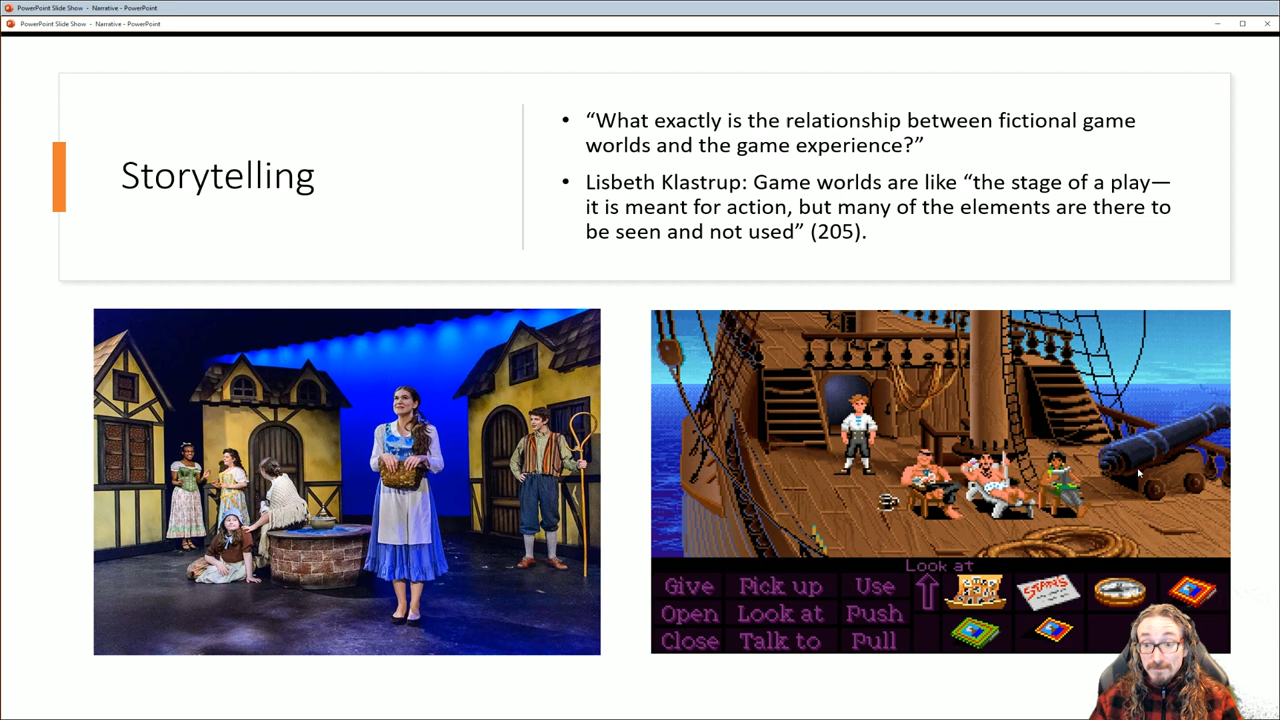 PowerPoint Slide Show - Narrative - PowerPoint
PowerPoint Slide Show - Narrative - PowerPoint
Storytelling
• “What exactly is the relationship between fictional game
worlds and the game experience?”
• Lisbeth Klastrup: Game worlds are like “the stage of a play—
it is meant for action, but many of the elements are there to
be seen and not used” (205).
Look at
Give Pick up Use
Open Look at Push
Close Talk to Pull